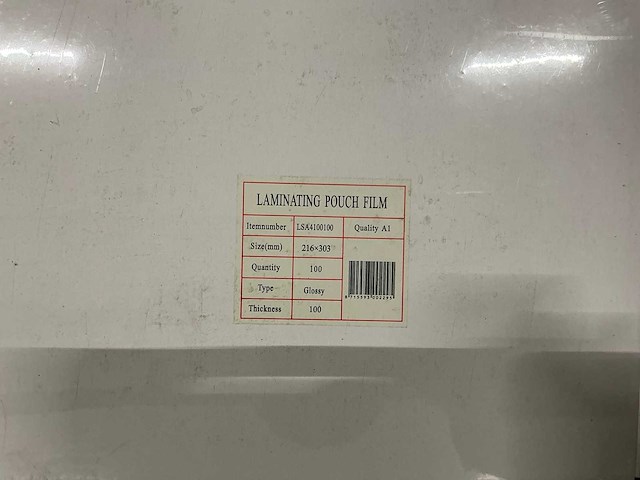 LAMINATING POUCH FILM
Itemnumber LSA4100100 Quality A1
Size(mm) 216×303
Quantity 100
Type Glossy
Thickness 100